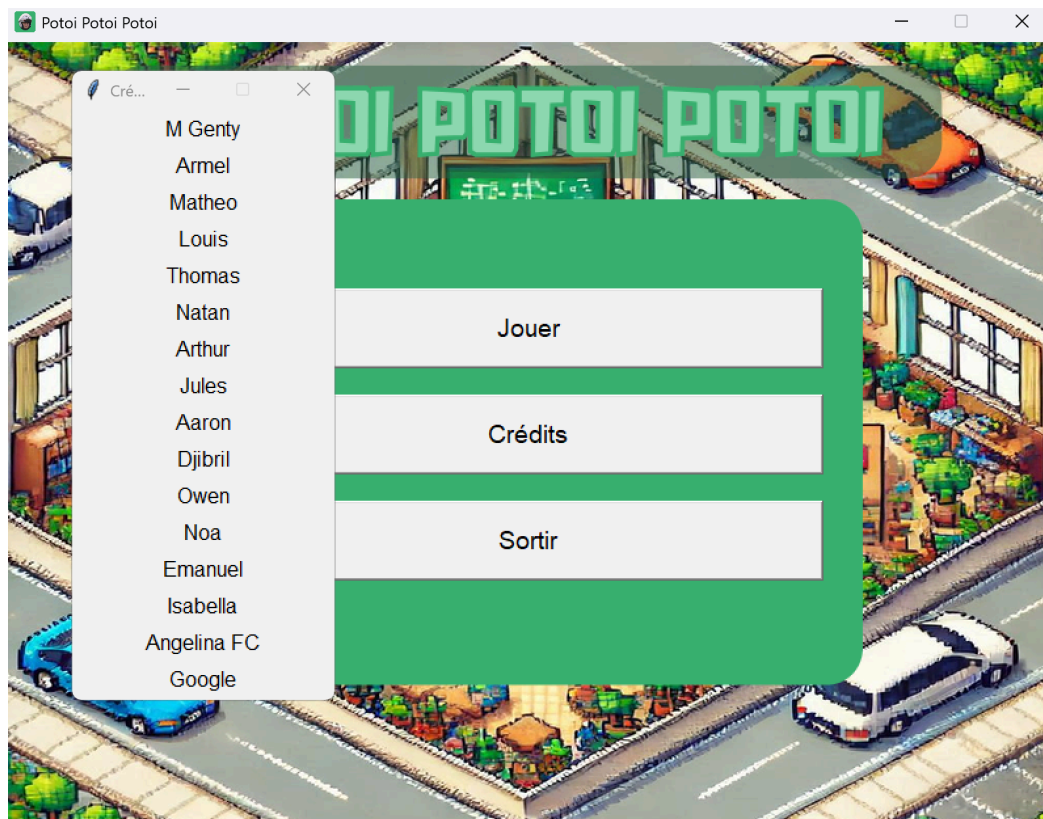 Potoi Potoi Potoi
Cré...
OI POTOI POTOI
M Genty
Armel
Matheo
Louis
Thomas
Natan
Arthur
Jules
Aaron
Djibril
Owen
Noa
Emanuel
Isabella
Angelina FC
Google
Jouer
Crédits
Sortir